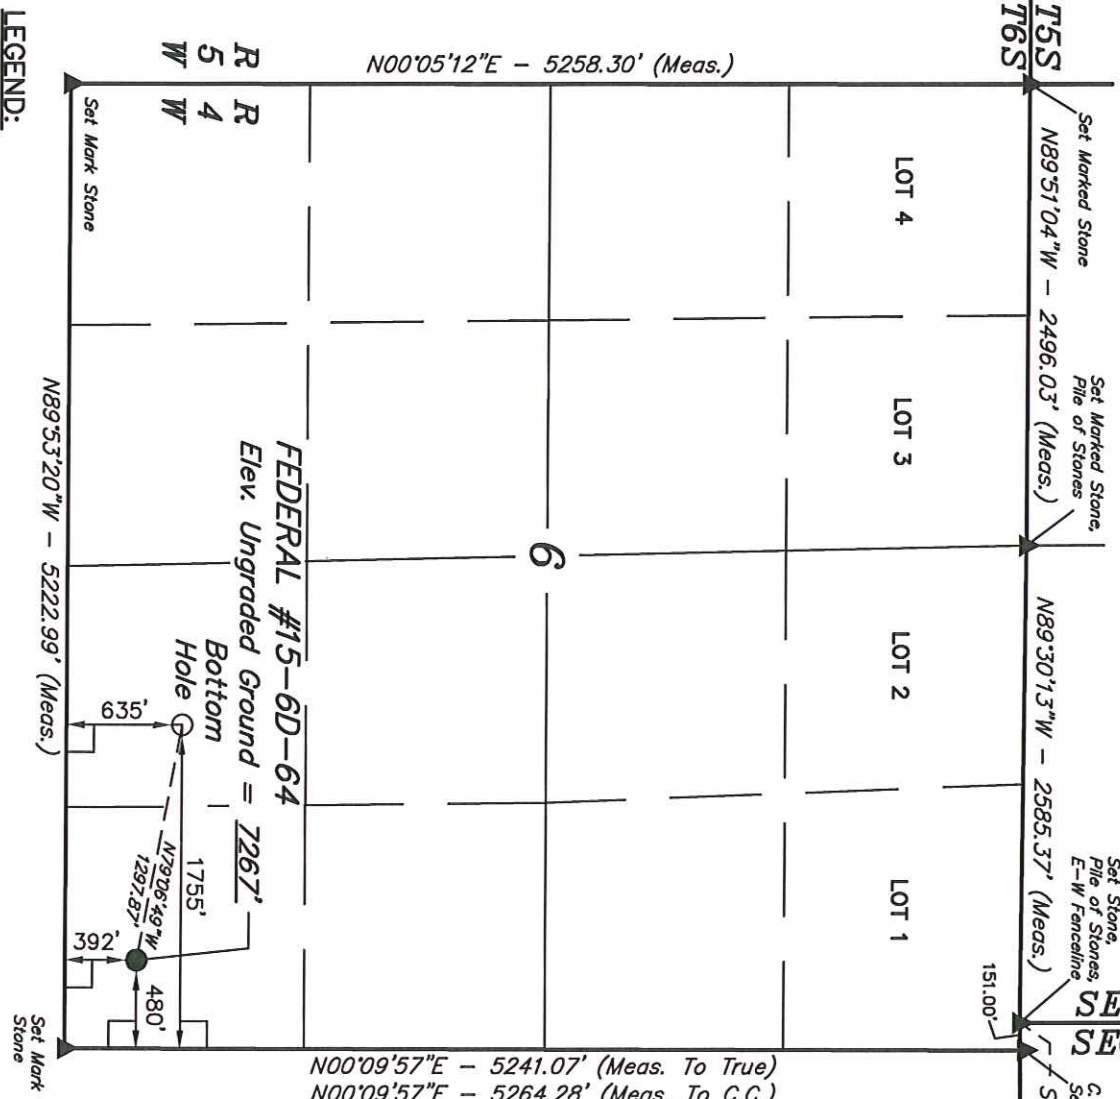 T5S
T6S
Set Marked Stone
N89°51'04"W - 2496.03' (Meas.)
Set Marked Stone,
Pile of Stones
N89°30'13"W - 2585.37' (Meas.)
Set Stone,
Pile of Stones,
E-W Fenceline
SE
SE
151.00'
G.
N00°05'12"E - 5258.30' (Meas.)
LOT 4
LOT 3
LOT 2
LOT 1
6
R R
5 4
W W
FEDERAL #15-6D-64
Elev. Ungraded Ground = 7267'
Bottom
Hole
635'
1755'
N79°06'49"W
1297.87'
392'
480'
Set Mark Stone
N89°53'20"W - 5222.99' (Meas.)
Set Mark
Stone
N00°09'57"E - 5241.07' (Meas. To True)
N00°09'57"E - 5264.28' (Meas. To C.C.)
LEGEND: